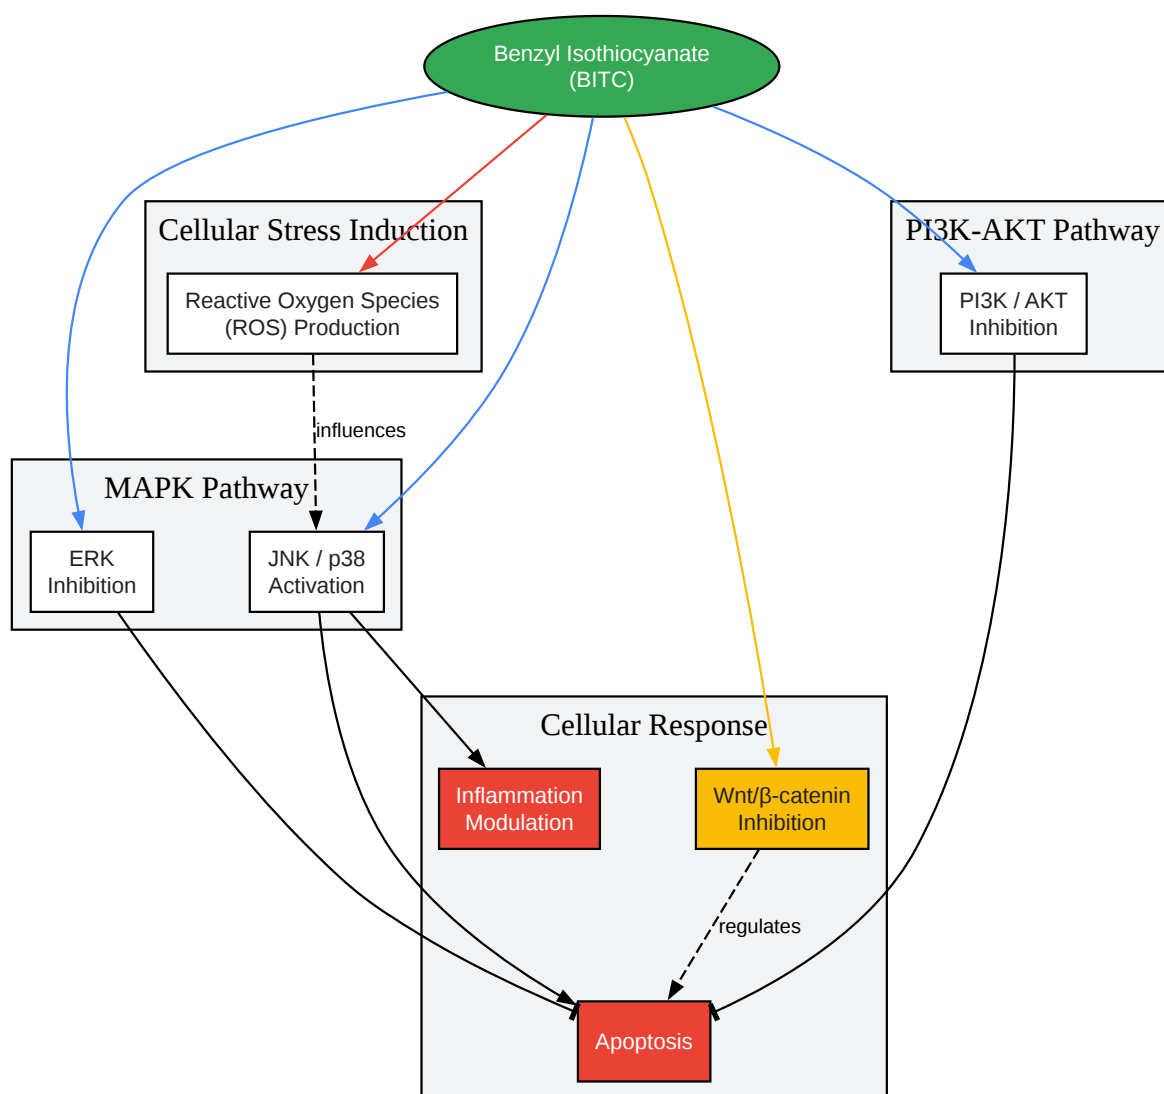 Benzyl Isothiocyanate
(BITC)
Cellular Stress Induction
PI3K-AKT Pathway
Reactive Oxygen Species
(ROS) Production
PI3K / AKT
Inhibition
influences
MAPK Pathway
ERK
Inhibition
JNK / p38
Activation
Cellular Response
Inflammation
Modulation
Wnt/β-catenin
Inhibition
regulates
Apoptosis